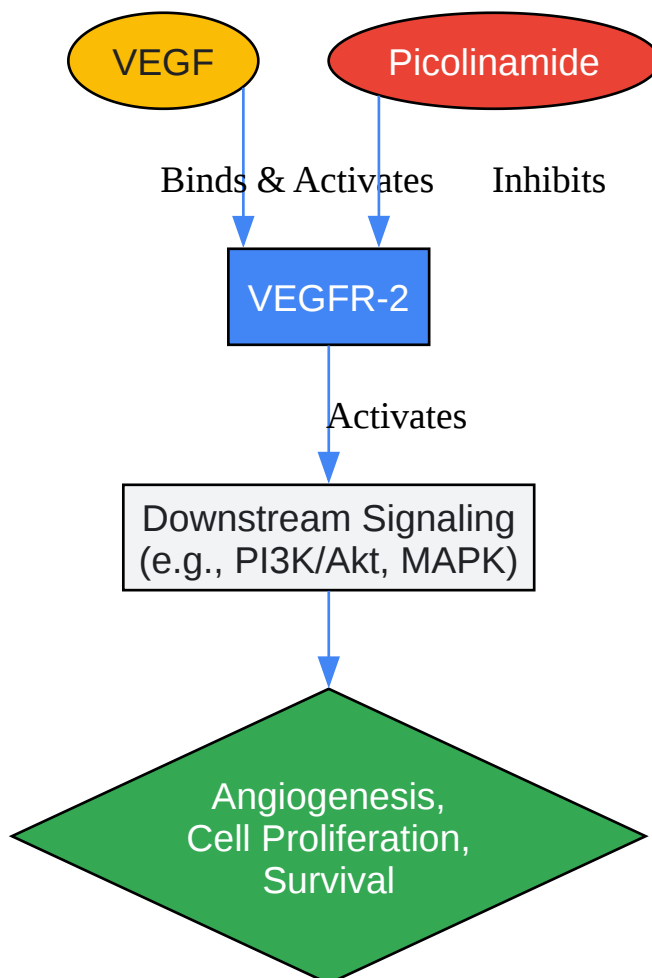 VEGF
Picolinamide
Binds & Activates
Inhibits
VEGFR-2
Activates
Downstream Signaling
(e.g., PI3K/Akt, MAPK)
Angiogenesis,
Cell Proliferation,
Survival